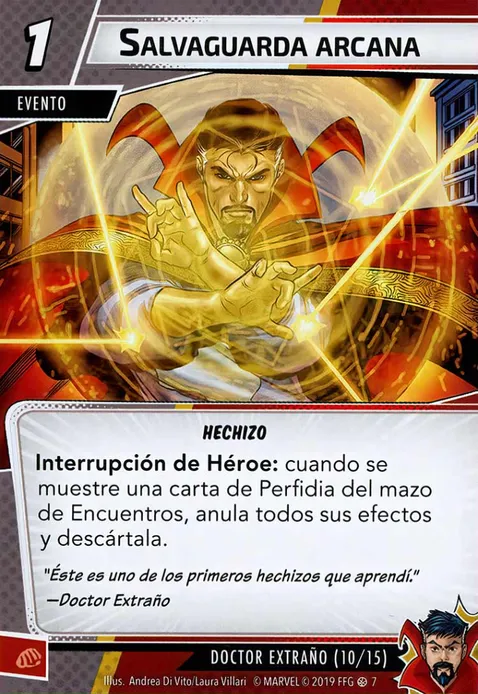 1
SALVAGUARDA ARCANA
EVENTO
HECHIZO
Interrupción de Héroe: cuando se
muestre una carta de Perfidia del mazo
de Encuentros, anula todos sus efectos
y descártala.
"Éste es uno de los primeros hechizos que aprendí."
—Doctor Extraño
DOCTOR EXTRAÑO (10/15)
Illus. Andrea Di Vito/Laura Villari © MARVEL © 2019 FFG 7